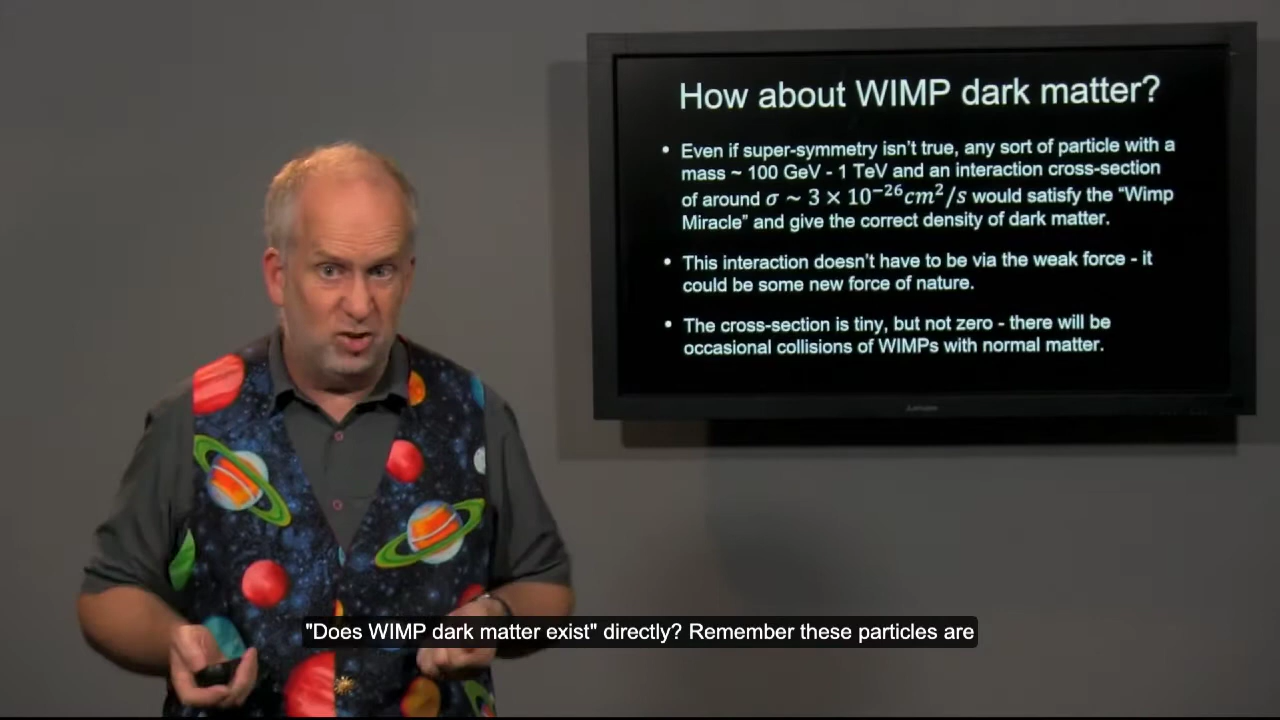 How about WIMP dark matter?
• Even if super-symmetry isn't true, any sort of particle with a
mass ~ 100 GeV - 1 TeV and an interaction cross-section
of around σ ~ 3 × 10⁻²⁶cm²/s would satisfy the “Wimp
Miracle” and give the correct density of dark matter.
• This interaction doesn't have to be via the weak force - it
could be some new force of nature.
• The cross-section is tiny, but not zero - there will be
occasional collisions of WIMPs with normal matter.
"Does WIMP dark matter exist" directly? Remember these particles are